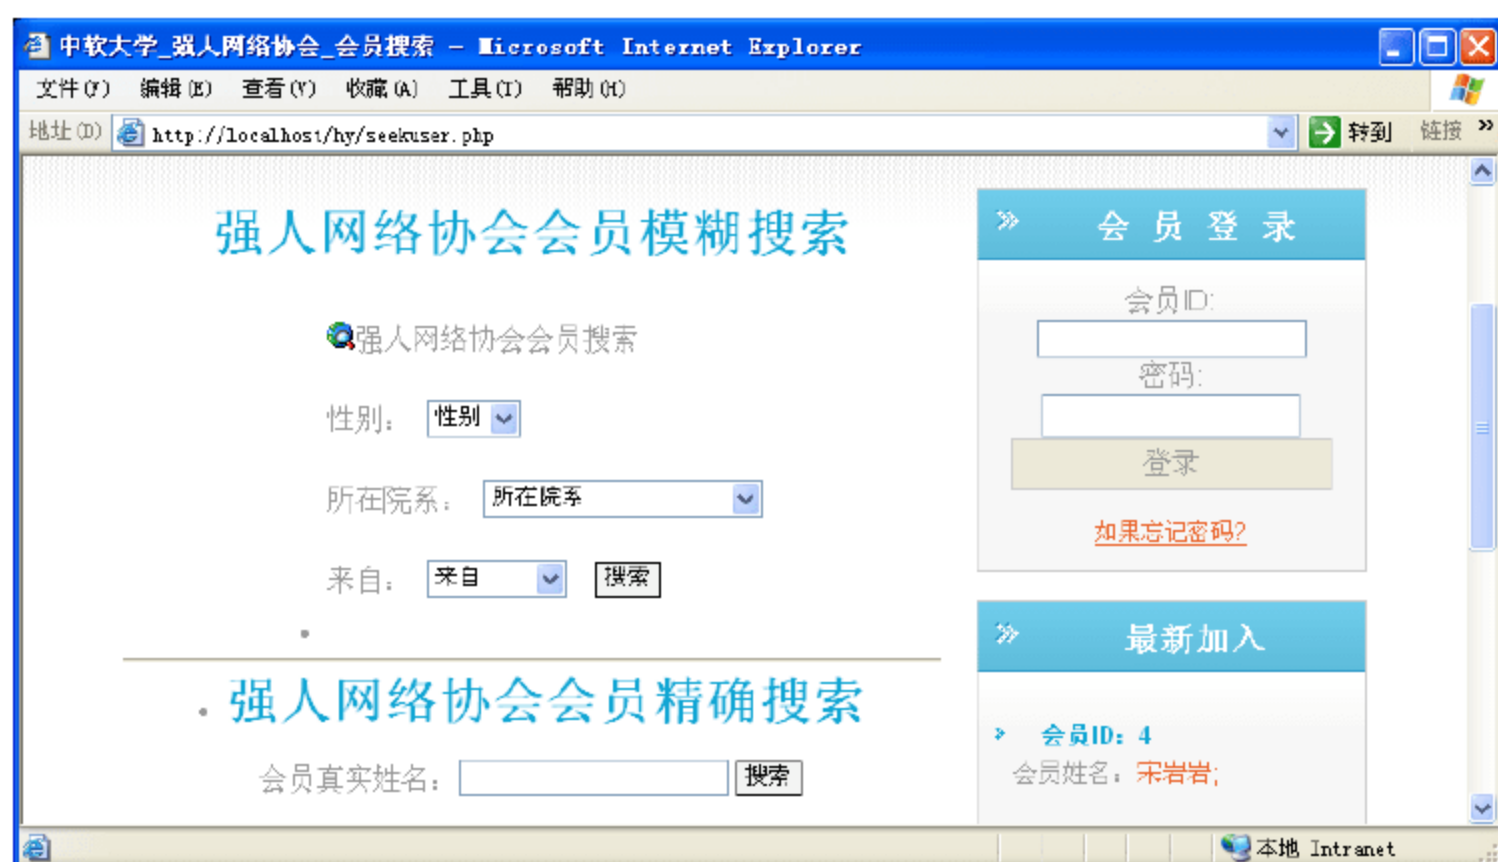 中软大学_强人网络协会_会员搜索 - Microsoft Internet Explorer
文件(F) 编辑(E) 查看(V) 收藏(A) 工具(T) 帮助(H)
地址(D) http://localhost/hy/seekuser.php 转到 链接 »
强人网络协会会员模糊搜索
强人网络协会会员搜索
性别： 性别
所在院系： 所在院系
来自： 来自 搜索
强人网络协会会员精确搜索
会员真实姓名： 搜索
» 会员登录
会员ID:
密码:
登录
如果忘记密码?
» 最新加入
会员ID：4
会员姓名：宋岩岩;
本地 Intranet